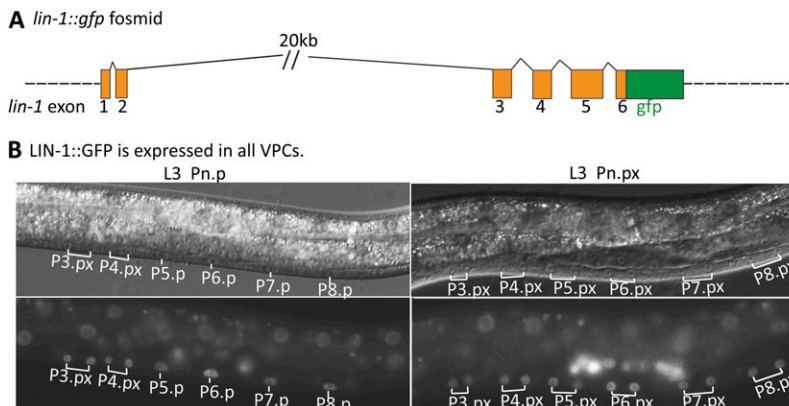 A lin-1::gfp fosmid
20kb
lin-1 exon 1 2 3 4 5 6 gfp
B LIN-1::GFP is expressed in all VPCs.
L3 Pn.p
L3 Pn.px
P3.px P4.px P5.p P6.p P7.p P8.p
P3.px P4.px P5.px P6.px P7.px P8.px
P3.px P4.px P5.p P6.p P7.p P8.p
P3.px P4.px P5.px P6.px P7.px P8.px